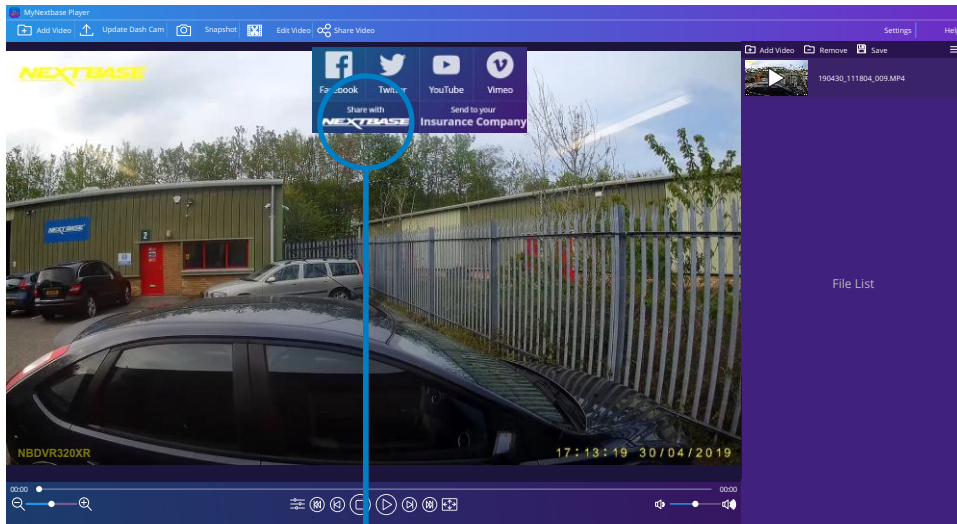 MyNextbase Player
Add Video Update Dash Cam Snapshot Edit Video Share Video Settings Help
Add Video Remove Save
190430_111804_009.MP4
File List
NEXTBASE
Facebook Twitter YouTube Vimeo
Share with
NEXTBASE
Send to your
Insurance Company
NEXTBASE
2
NBDVR320XR
17:13:19 30/04/2019
00:00 00:00